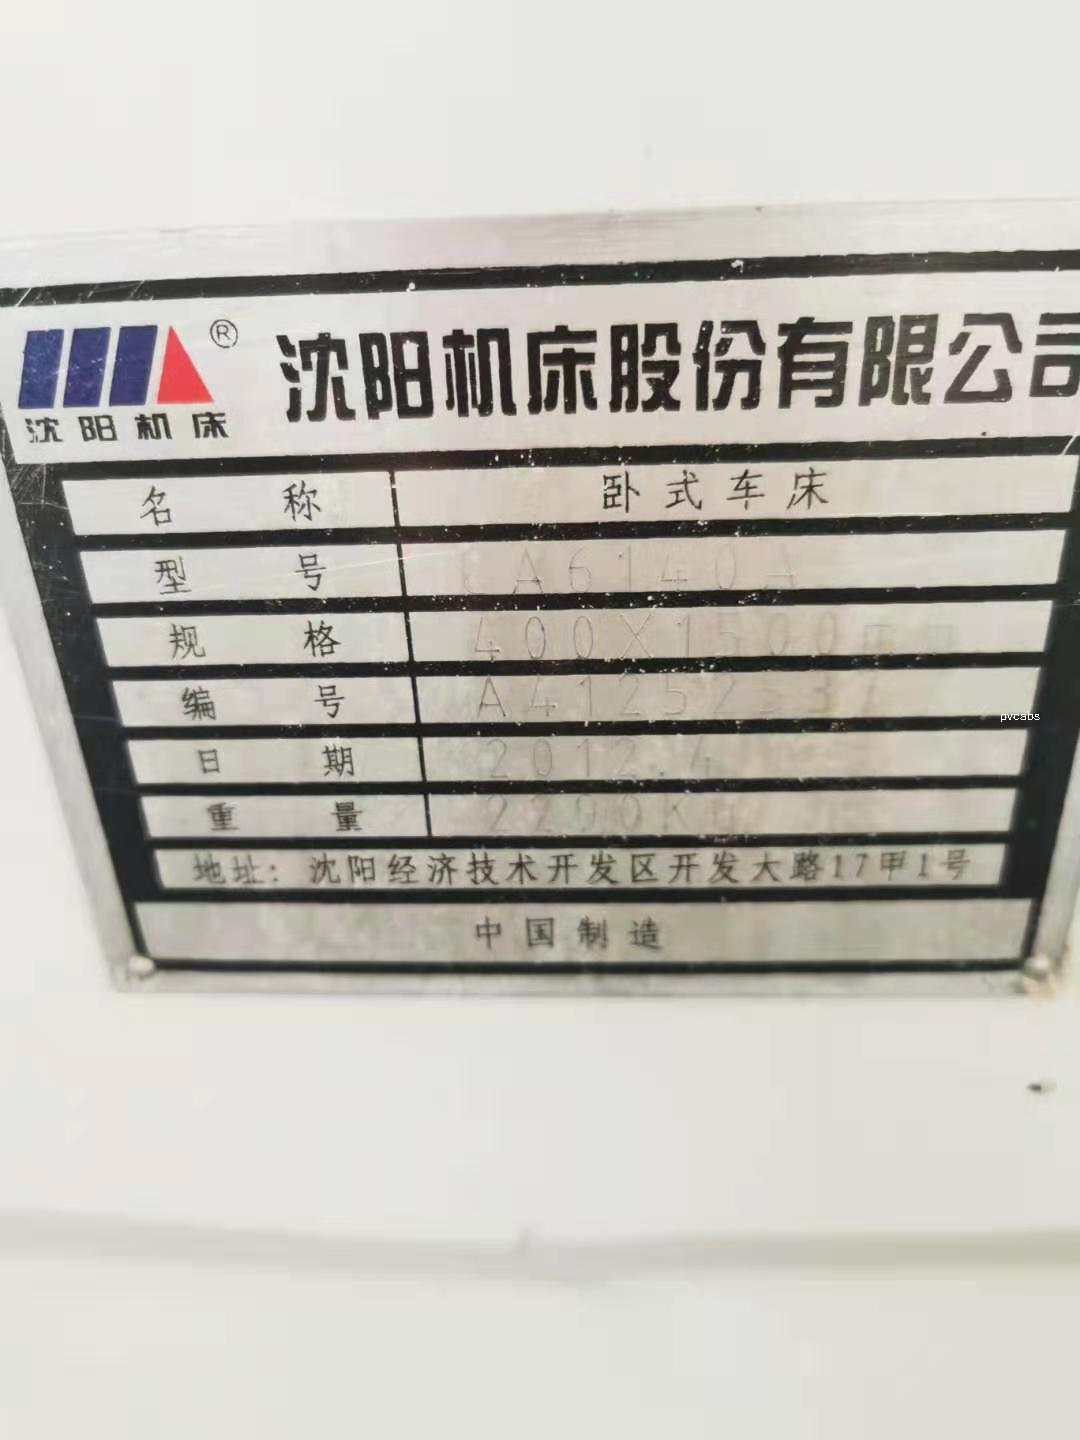 沈阳机床 ® 沈阳机床股份有限公司
名称 卧式车床
型号 CA6140A
规格 400X1500mm
编号
日期 2012.4
重量 2290Kg
地址：沈阳经济技术开发区开发大路17甲1号
中国制造
pvcabs